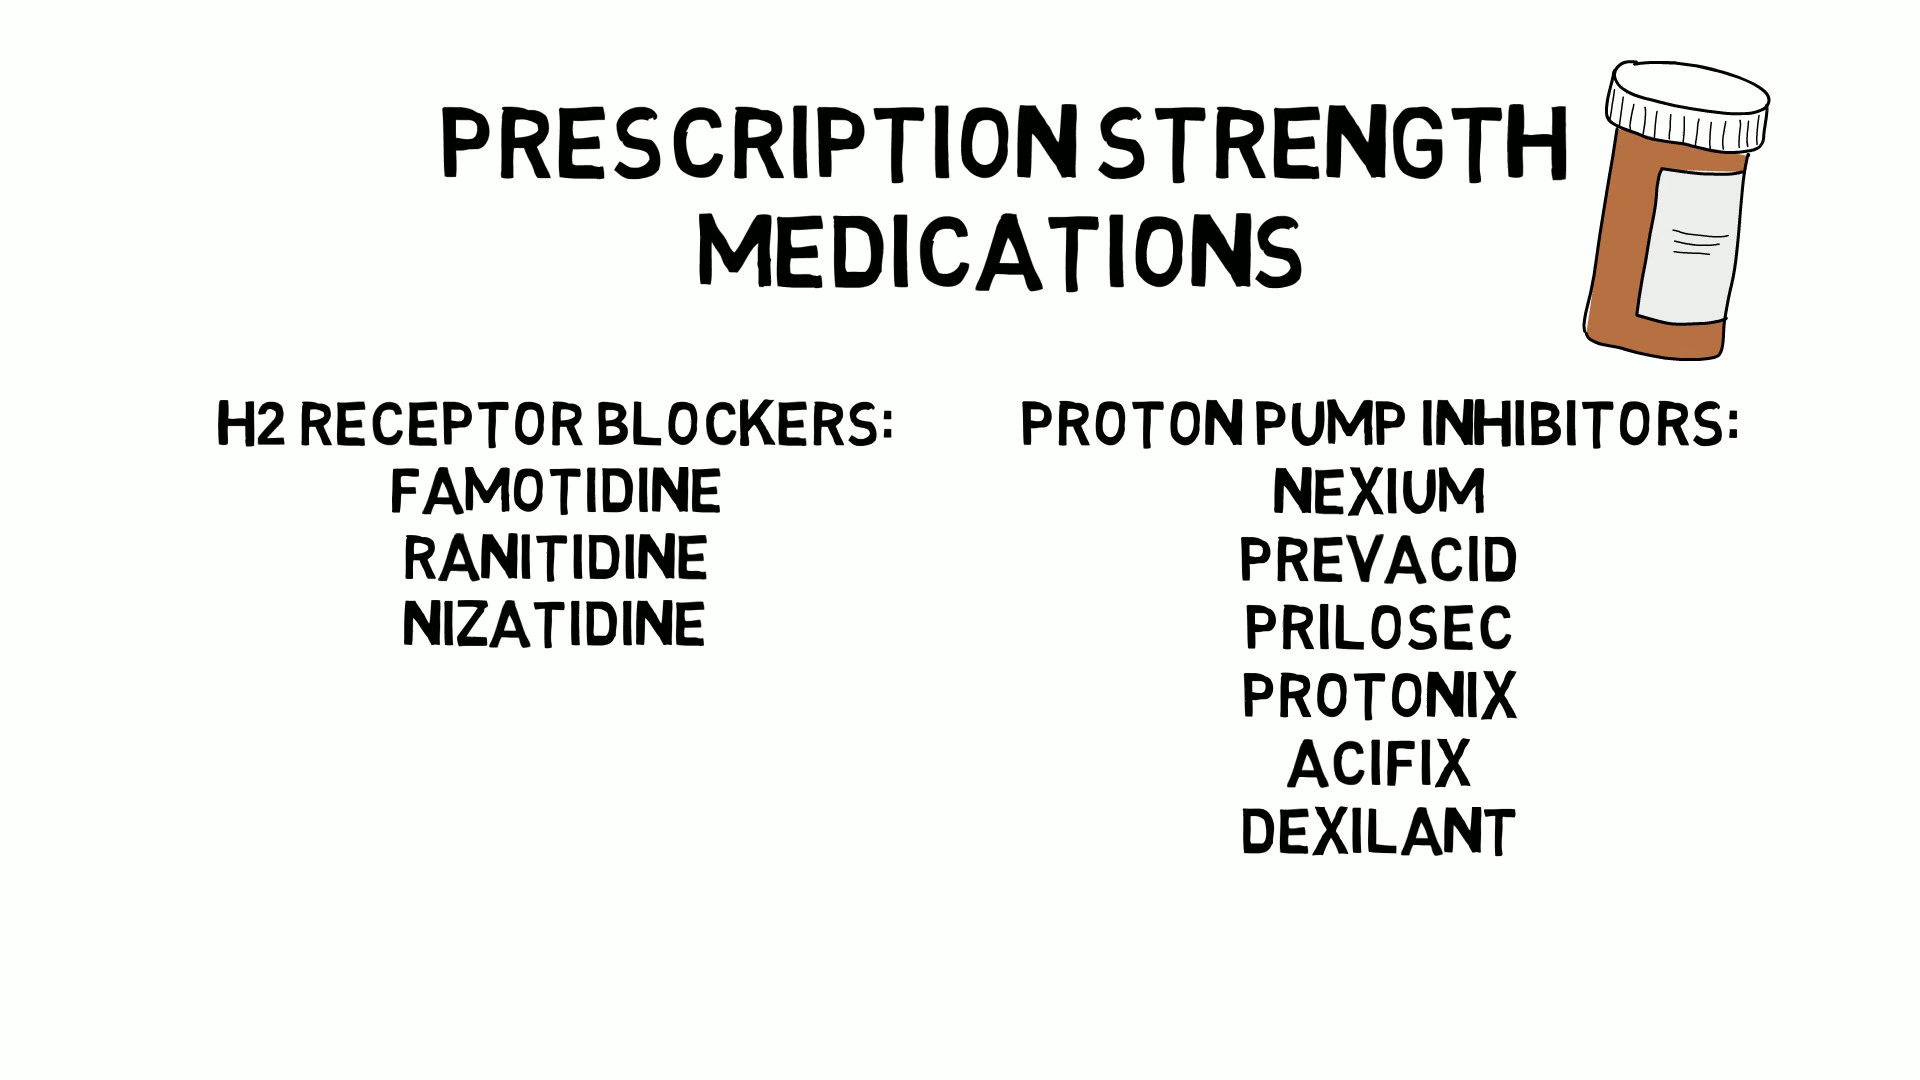 PRESCRIPTION STRENGTH
MEDICATIONS
H2 RECEPTOR BLOCKERS:
FAMOTIDINE
RANITIDINE
NIZATIDINE
PROTON PUMP INHIBITORS:
NEXIUM
PREVACID
PRILOSEC
PROTONIX
ACIFIX
DEXILANT